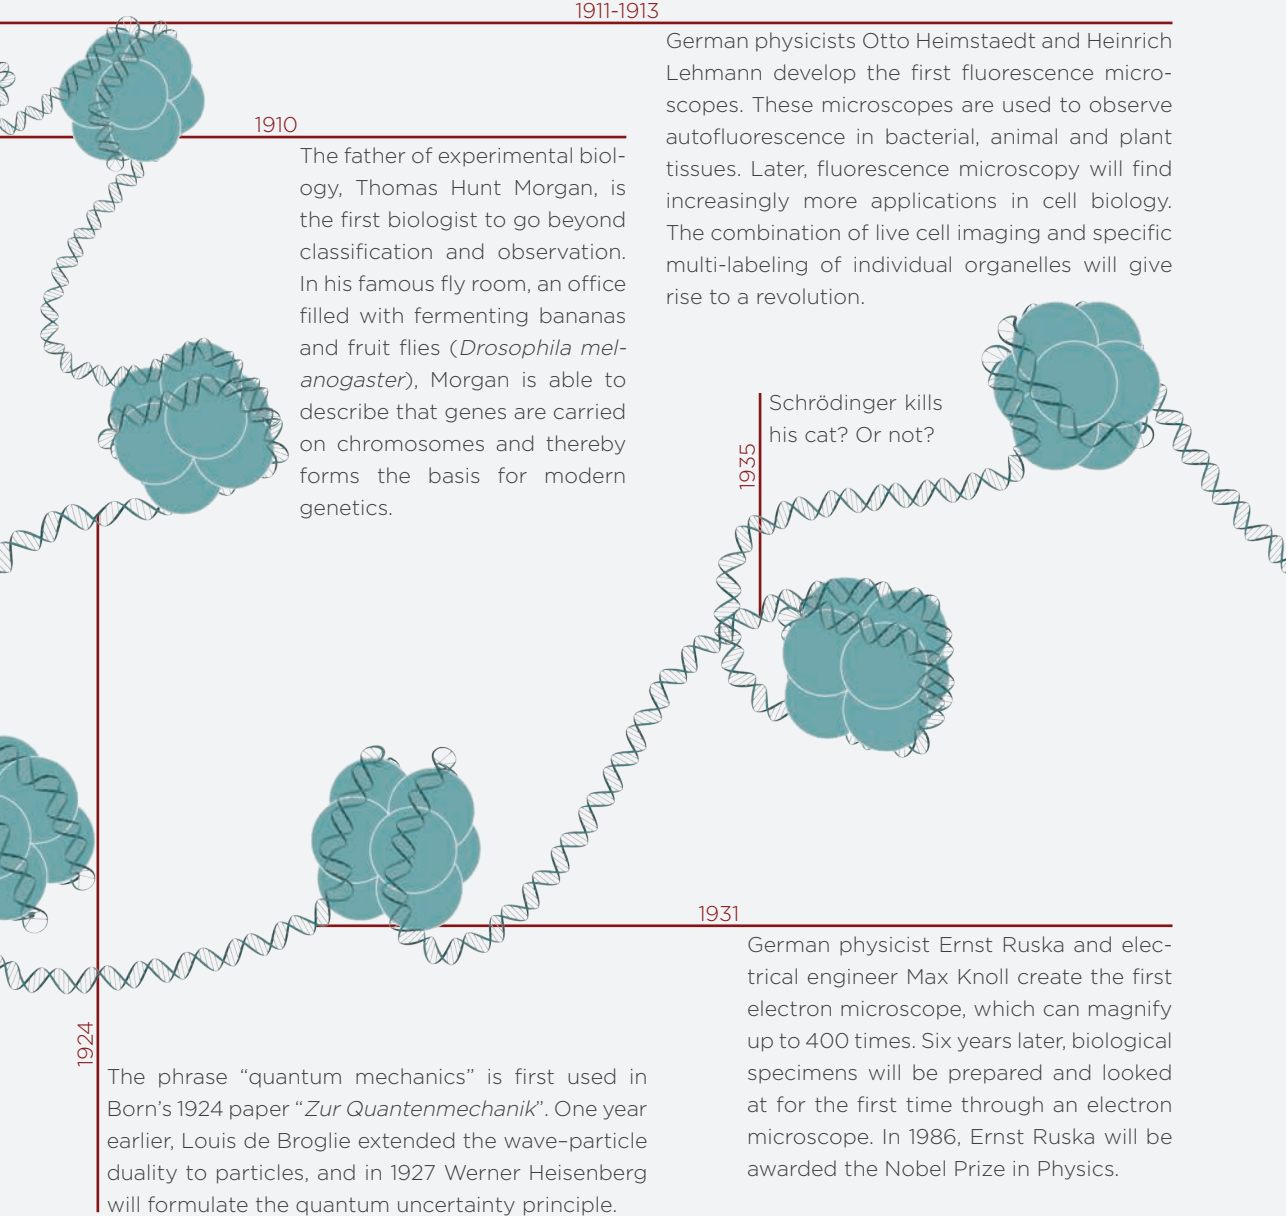 1911-1913
German physicists Otto Heimstaedt and Heinrich
Lehmann develop the first fluorescence micro-
scopes. These microscopes are used to observe
autofluorescence in bacterial, animal and plant
tissues. Later, fluorescence microscopy will find
increasingly more applications in cell biology.
The combination of live cell imaging and specific
multi-labeling of individual organelles will give
rise to a revolution.
1910
The father of experimental biol-
ogy, Thomas Hunt Morgan, is
the first biologist to go beyond
classification and observation.
In his famous fly room, an office
filled with fermenting bananas
and fruit flies (Drosophila mel-
anogaster), Morgan is able to
describe that genes are carried
on chromosomes and thereby
forms the basis for modern
genetics.
1935
Schrödinger kills
his cat? Or not?
1931
German physicist Ernst Ruska and elec-
trical engineer Max Knoll create the first
electron microscope, which can magnify
up to 400 times. Six years later, biological
specimens will be prepared and looked
at for the first time through an electron
microscope. In 1986, Ernst Ruska will be
awarded the Nobel Prize in Physics.
1924
The phrase “quantum mechanics” is first used in
Born’s 1924 paper “Zur Quantenmechanik”. One year
earlier, Louis de Broglie extended the wave–particle
duality to particles, and in 1927 Werner Heisenberg
will formulate the quantum uncertainty principle.